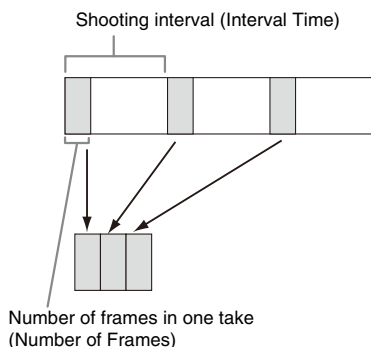 Shooting interval (Interval Time)
Number of frames in one take
(Number of Frames)